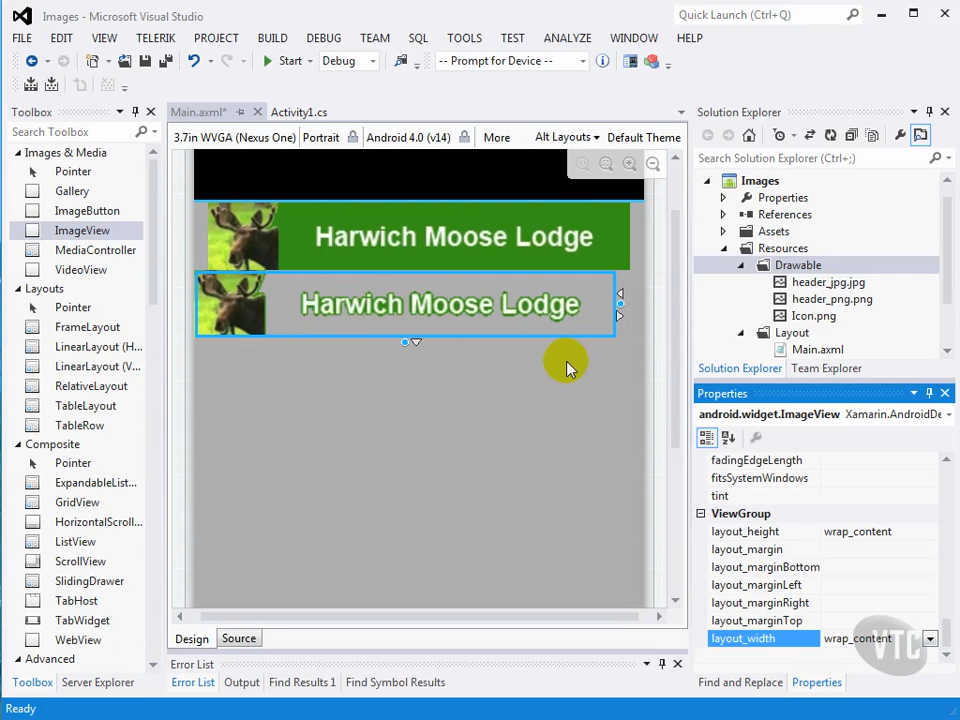 Images - Microsoft Visual Studio
Quick Launch (Ctrl+;)
FILE EDIT VIEW TELERIK PROJECT BUILD DEBUG TEAM SQL TOOLS TEST ANALYZE WINDOW HELP
Start Debug -- Prompt for Device --
Toolbox
Search Toolbox
Images & Media
Pointer
Gallery
ImageButton
ImageView
MediaController
VideoView
Layouts
Pointer
FrameLayout
LinearLayout (H...
LinearLayout (V...
RelativeLayout
TableLayout
TableRow
Composite
Pointer
ExpandableList...
GridView
HorizontalScroll...
ListView
ScrollView
SlidingDrawer
TabHost
TabWidget
WebView
Advanced
Toolbox Server Explorer
Main.axml* Activity1.cs
3.7in WVGA (Nexus One) Portrait Android 4.0 (v14) More Alt Layouts Default Theme
Harwich Moose Lodge
Harwich Moose Lodge
Design Source
Error List
Error List Output Find Results 1 Find Symbol Results
Solution Explorer
Search Solution Explorer (Ctrl+;)
Images
Properties
References
Assets
Resources
Drawable
header_jpg.jpg
header_png.png
Icon.png
Layout
Main.axml
Solution Explorer Team Explorer
Properties
android.widget.ImageView Xamarin.AndroidDe
fadingEdgeLength
fitsSystemWindows
tint
ViewGroup
layout_height wrap_content
layout_margin
layout_marginBottom
layout_marginLeft
layout_marginRight
layout_marginTop
layout_width wrap_content
VTC
Find and Replace Properties
Ready